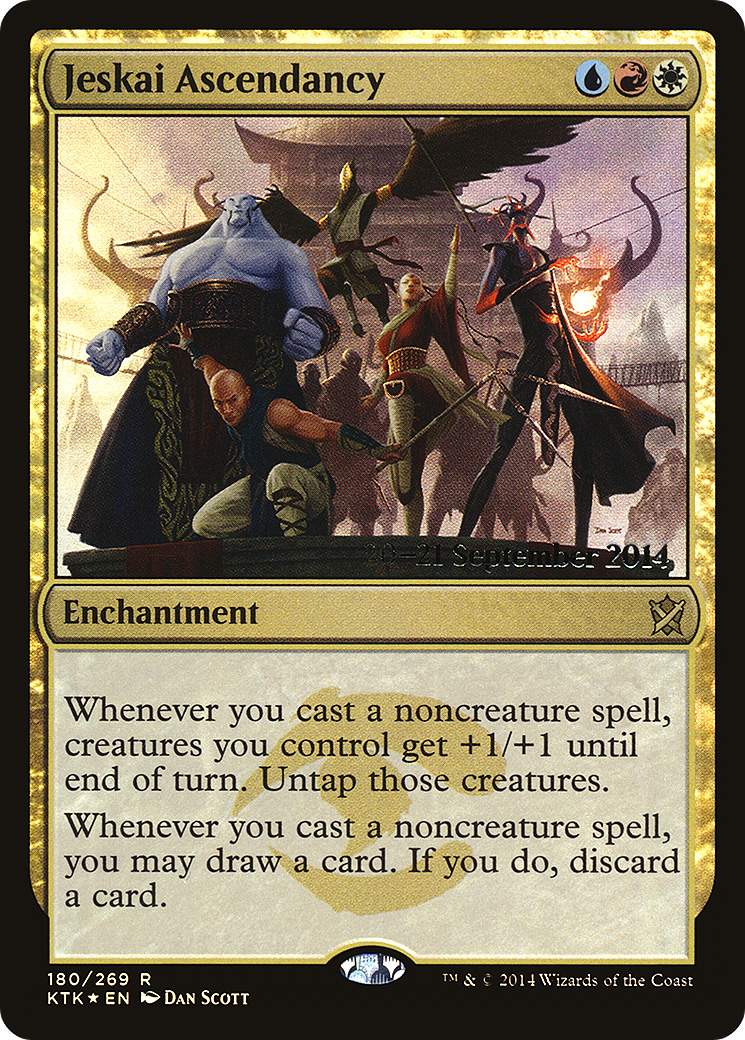 Jeskai Ascendancy
Dan Scott
21 September 2014
Enchantment
Whenever you cast a noncreature spell,
creatures you control get +1/+1 until
end of turn. Untap those creatures.
Whenever you cast a noncreature spell,
you may draw a card. If you do, discard
a card.
180/269 R
™ & © 2014 Wizards of the Coast
KTK★EN Dan Scott